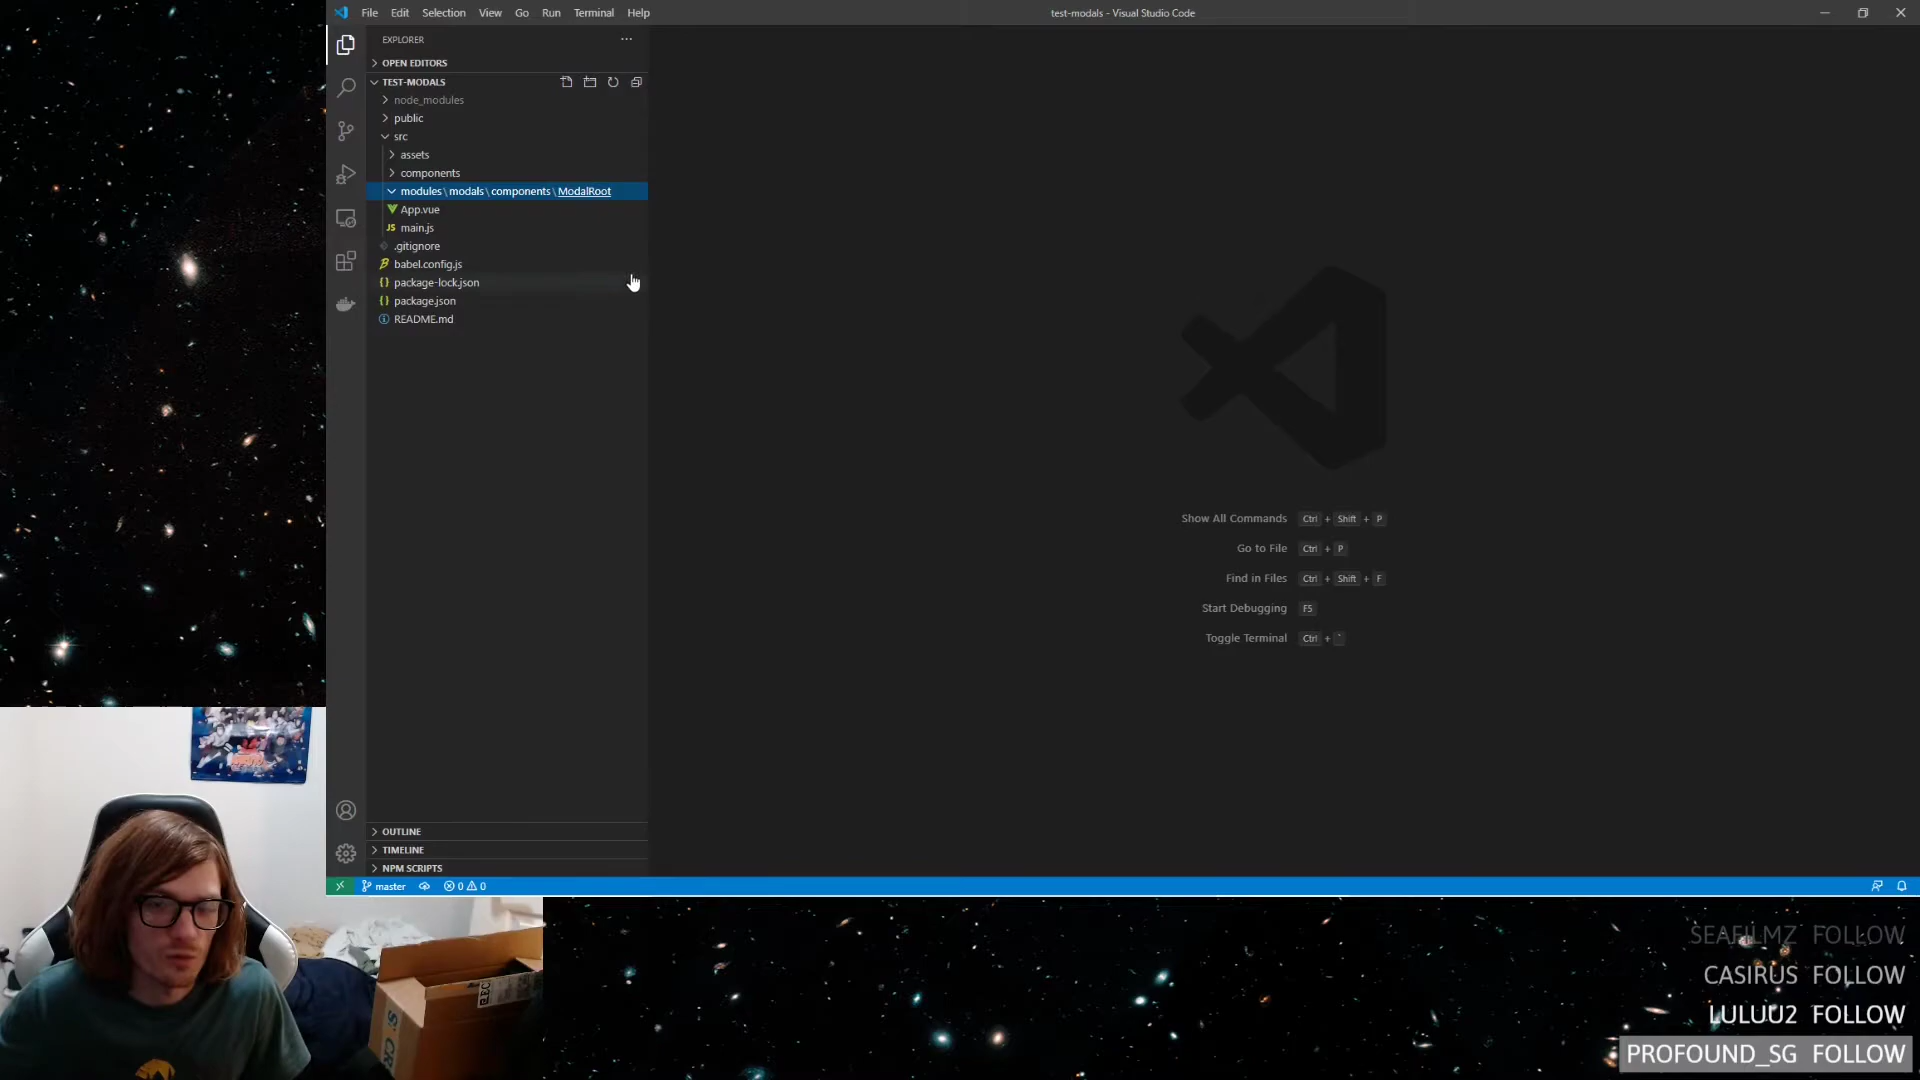 File Edit Selection View Go Run Terminal Help
test-modals - Visual Studio Code
EXPLORER
OPEN EDITORS
TEST-MODALS
node_modules
public
src
assets
components
modules \ modals \ components \ ModalRoot
App.vue
JS main.js
.gitignore
babel.config.js
{} package-lock.json
{} package.json
README.md
Show All Commands Ctrl + Shift + P
Go to File Ctrl + P
Find in Files Ctrl + Shift + F
Start Debugging F5
Toggle Terminal Ctrl + `
OUTLINE
TIMELINE
NPM SCRIPTS
master 0 0
SEAFILMZ FOLLOW
CASIRUS FOLLOW
LULUU2 FOLLOW
PROFOUND_SG FOLLOW